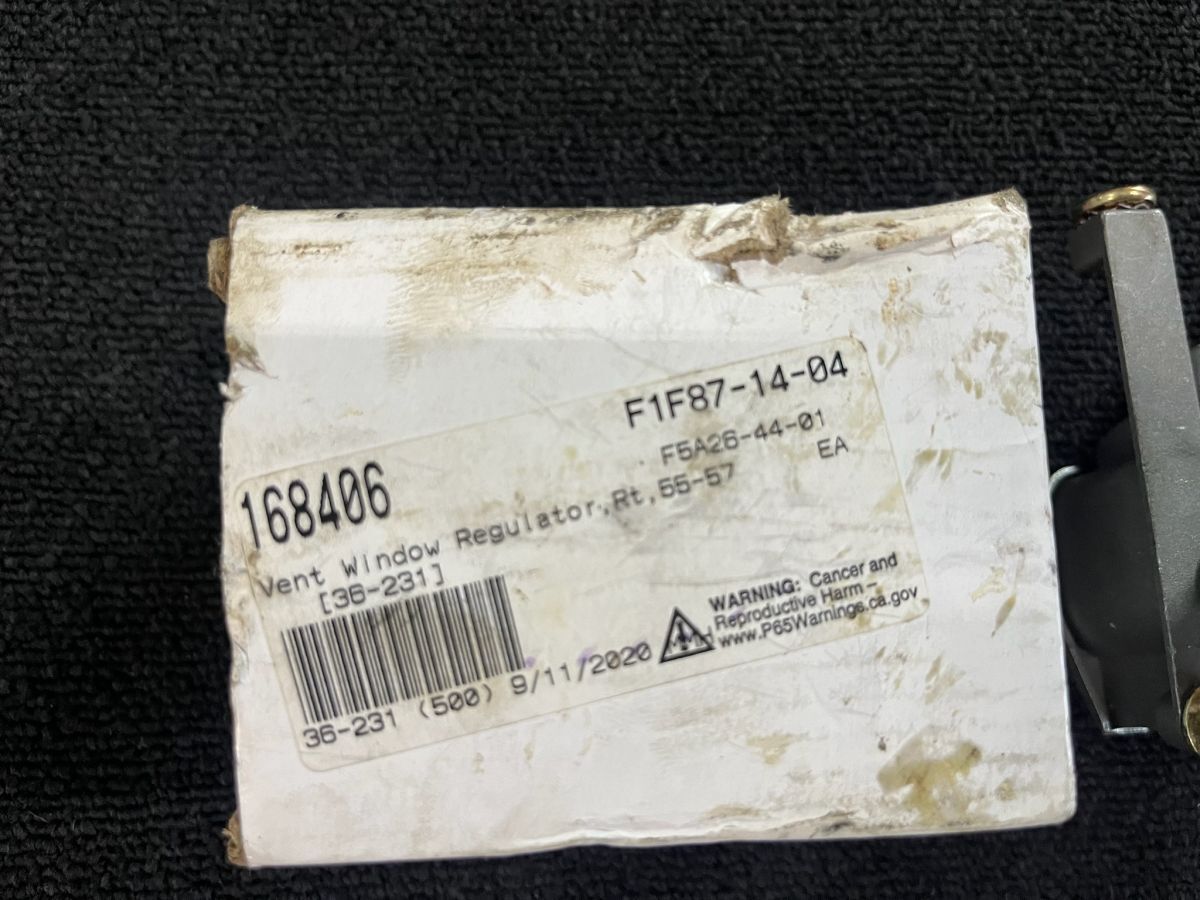 F1F87-14-04
168406
F5A26-44-01
EA
Vent Window Regulator,Rt,55-57
[36-231]
WARNING: Cancer and
Reproductive Harm –
www.P65Warnings.ca.gov
36-231 (500) 9/11/2020